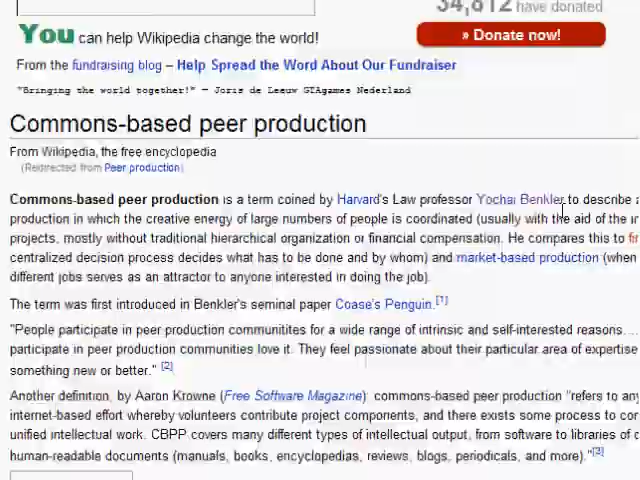 34,812 have donated
You can help Wikipedia change the world!
» Donate now!
From the fundraising blog – Help Spread the Word About Our Fundraiser
"Bringing the world together!" — Joris de Leeuw GTAgames Nederland
Commons-based peer production
From Wikipedia, the free encyclopedia
(Redirected from Peer production)
Commons-based peer production is a term coined by Harvard's Law professor Yochai Benkler to describe a
production in which the creative energy of large numbers of people is coordinated (usually with the aid of the in
projects, mostly without traditional hierarchical organization or financial compensation. He compares this to fir
centralized decision process decides what has to be done and by whom) and market-based production (when
different jobs serves as an attractor to anyone interested in doing the job).
The term was first introduced in Benkler's seminal paper Coase's Penguin.[1]
"People participate in peer production communitites for a wide range of intrinsic and self-interested reasons....
participate in peer production communities love it. They feel passionate about their particular area of expertise
something new or better." [2]
Another definition, by Aaron Krowne (Free Software Magazine) commons-based peer production "refers to any
internet-based effort whereby volunteers contribute project components, and there exists some process to cor
unified intellectual work. CBPP covers many different types of intellectual output, from software to libraries of c
human-readable documents (manuals, books, encyclopedias, reviews, blogs, periodicals, and more)."[3]